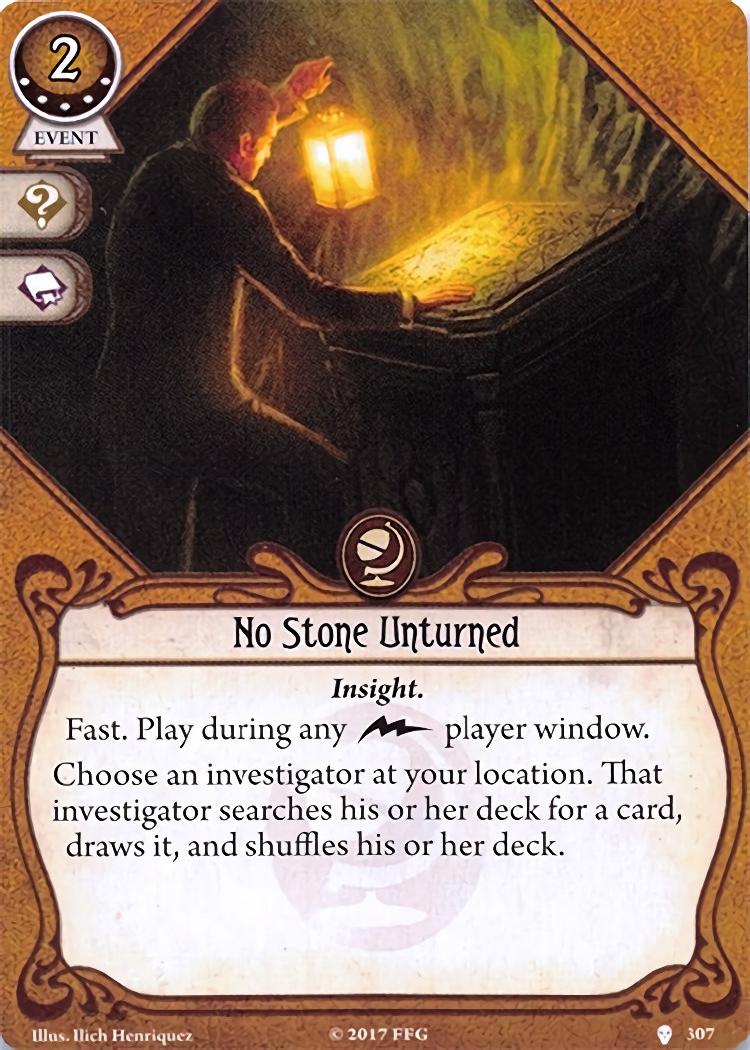 2
EVENT
No Stone Unturned
Insight.
Fast. Play during any player window.
Choose an investigator at your location. That
investigator searches his or her deck for a card,
draws it, and shuffles his or her deck.
Illus. Ilich Henriquez
© 2017 FFG
307